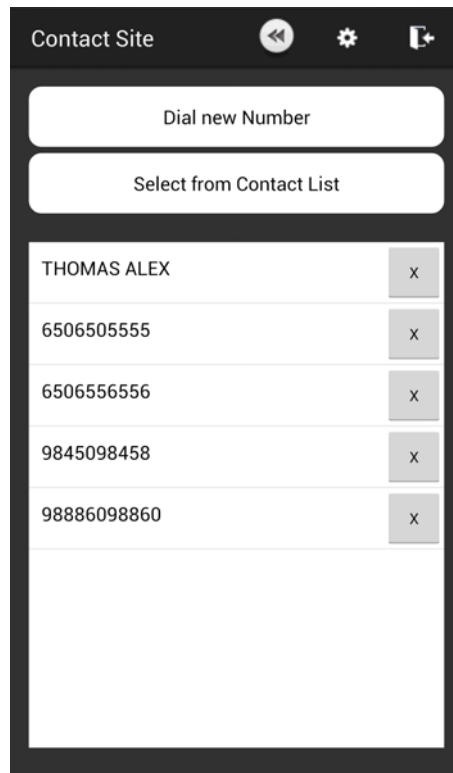 Contact Site
Dial new Number
Select from Contact List
THOMAS ALEX x
6506505555 x
6506556556 x
9845098458 x
98886098860 x